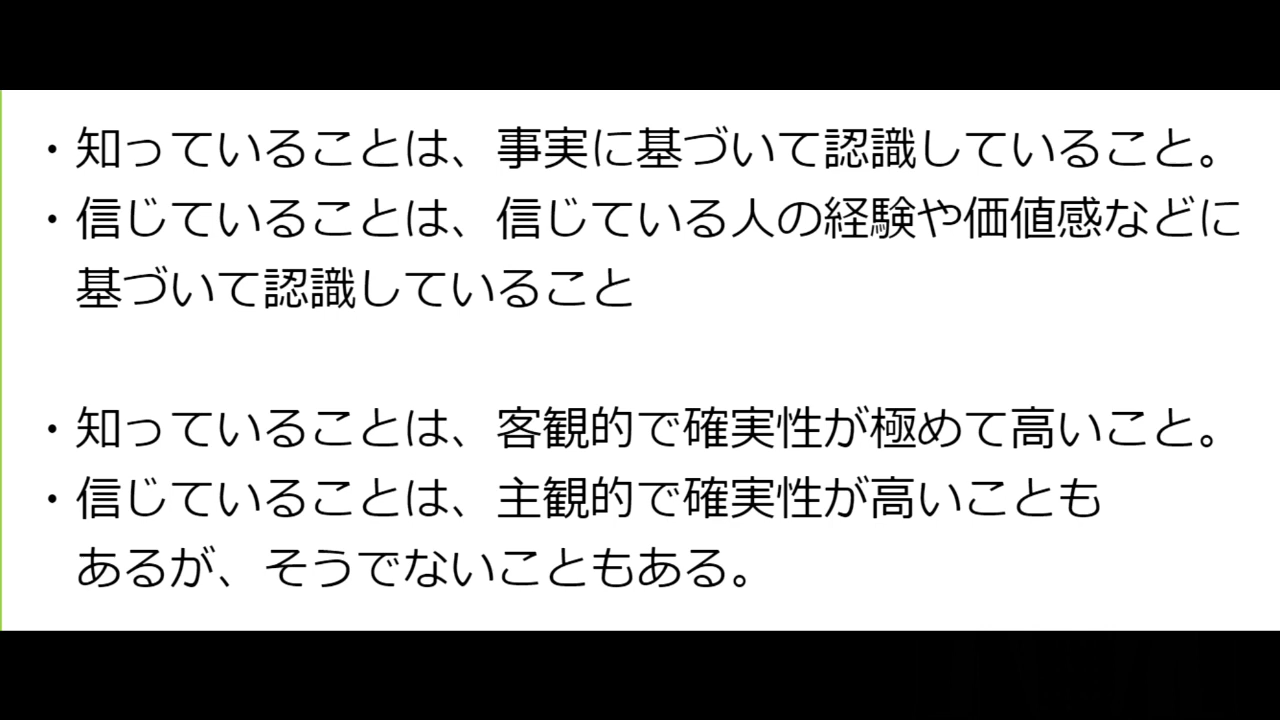 ・知っていることは、事実に基づいて認識していること。
・信じていることは、信じている人の経験や価値感などに
基づいて認識していること
・知っていることは、客観的で確実性が極めて高いこと。
・信じていることは、主観的で確実性が高いことも
あるが、そうでないこともある。